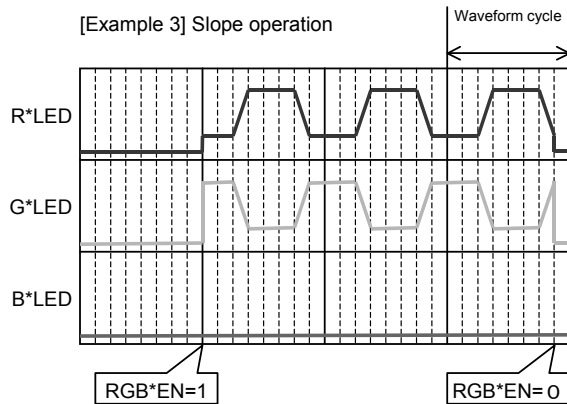 [Example 3] Slope operation
Waveform cycle
R*LED
G*LED
B*LED
RGB*EN=1
RGB*EN=0